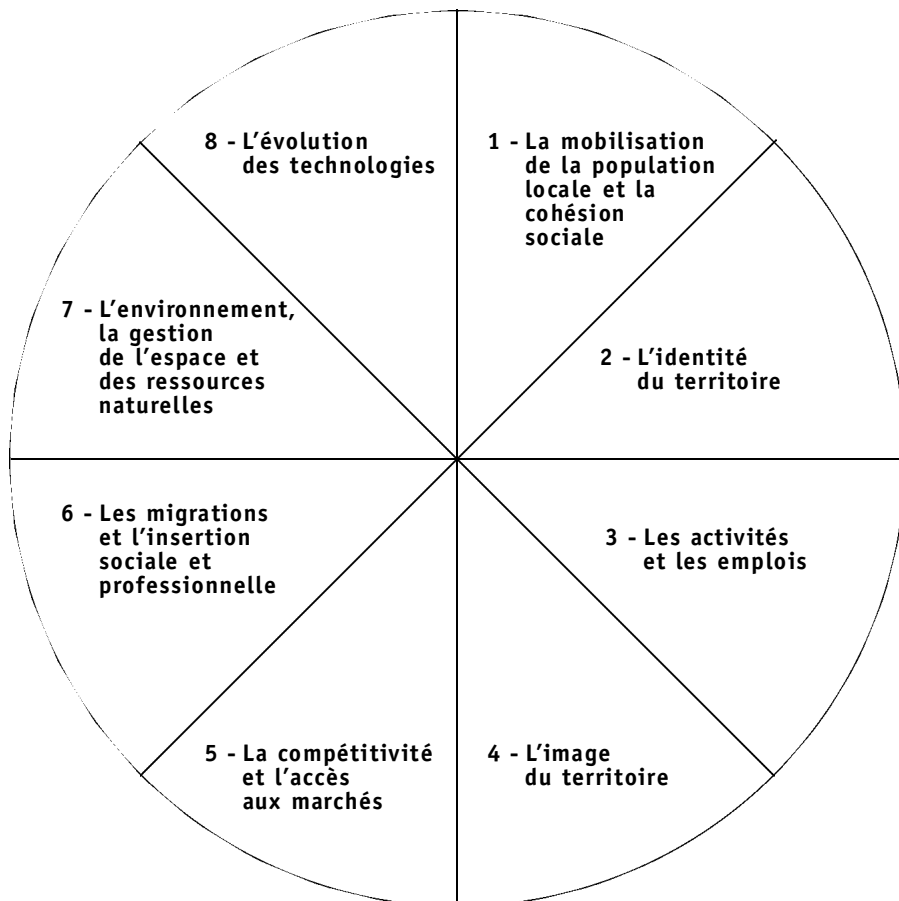 1 - La mobilisation
de la population
locale et la
cohésion
sociale
2 - L'identité
du territoire
3 - Les activités
et les emplois
4 - L'image
du territoire
5 - La compétitivité
et l'accès
aux marchés
6 - Les migrations
et l'insertion
sociale et
professionnelle
7 - L'environnement,
la gestion
de l'espace et
des ressources
naturelles
8 - L'évolution
des technologies